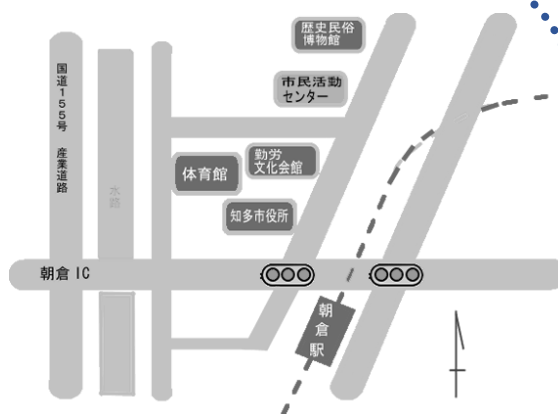 歴史民俗
博物館
市民活動
センター
国道155号 産業道路
勤労
文化会館
体育館
水路
知多市役所
朝倉IC
朝倉駅